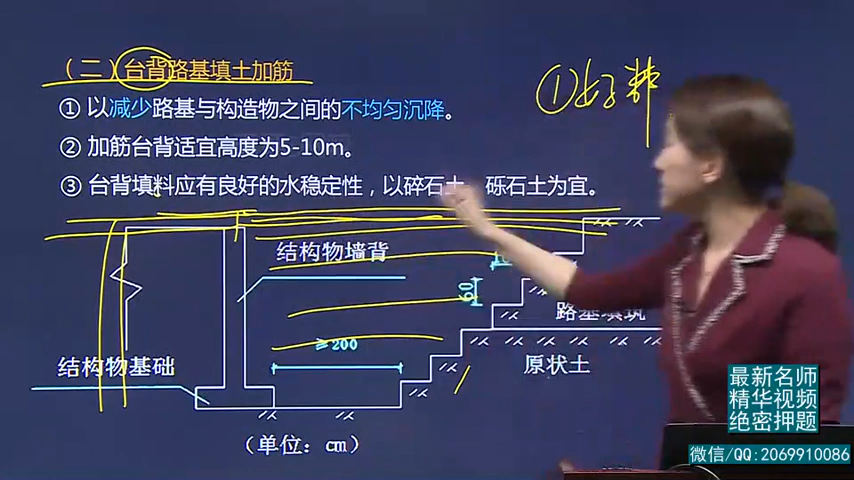 （二）台背路基填土加筋
① 以减少路基与构造物之间的不均匀沉降。
② 加筋台背适宜高度为5-10m。
③ 台背填料应有良好的水稳定性，以碎石土、砾石土为宜。
①好
结构物墙背
60
路基填筑
≥200
结构物基础
原状土
（单位：cm）
最新名师
精华视频
绝密押题
微信/QQ:2069910086